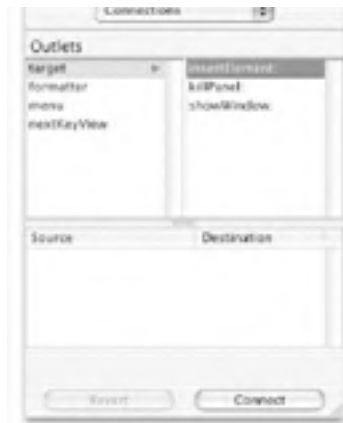 Connections
Outlets
target
formatter
menu
nextKeyView
insertElement:
killPanel:
showWindow:
Source Destination
Revert Connect